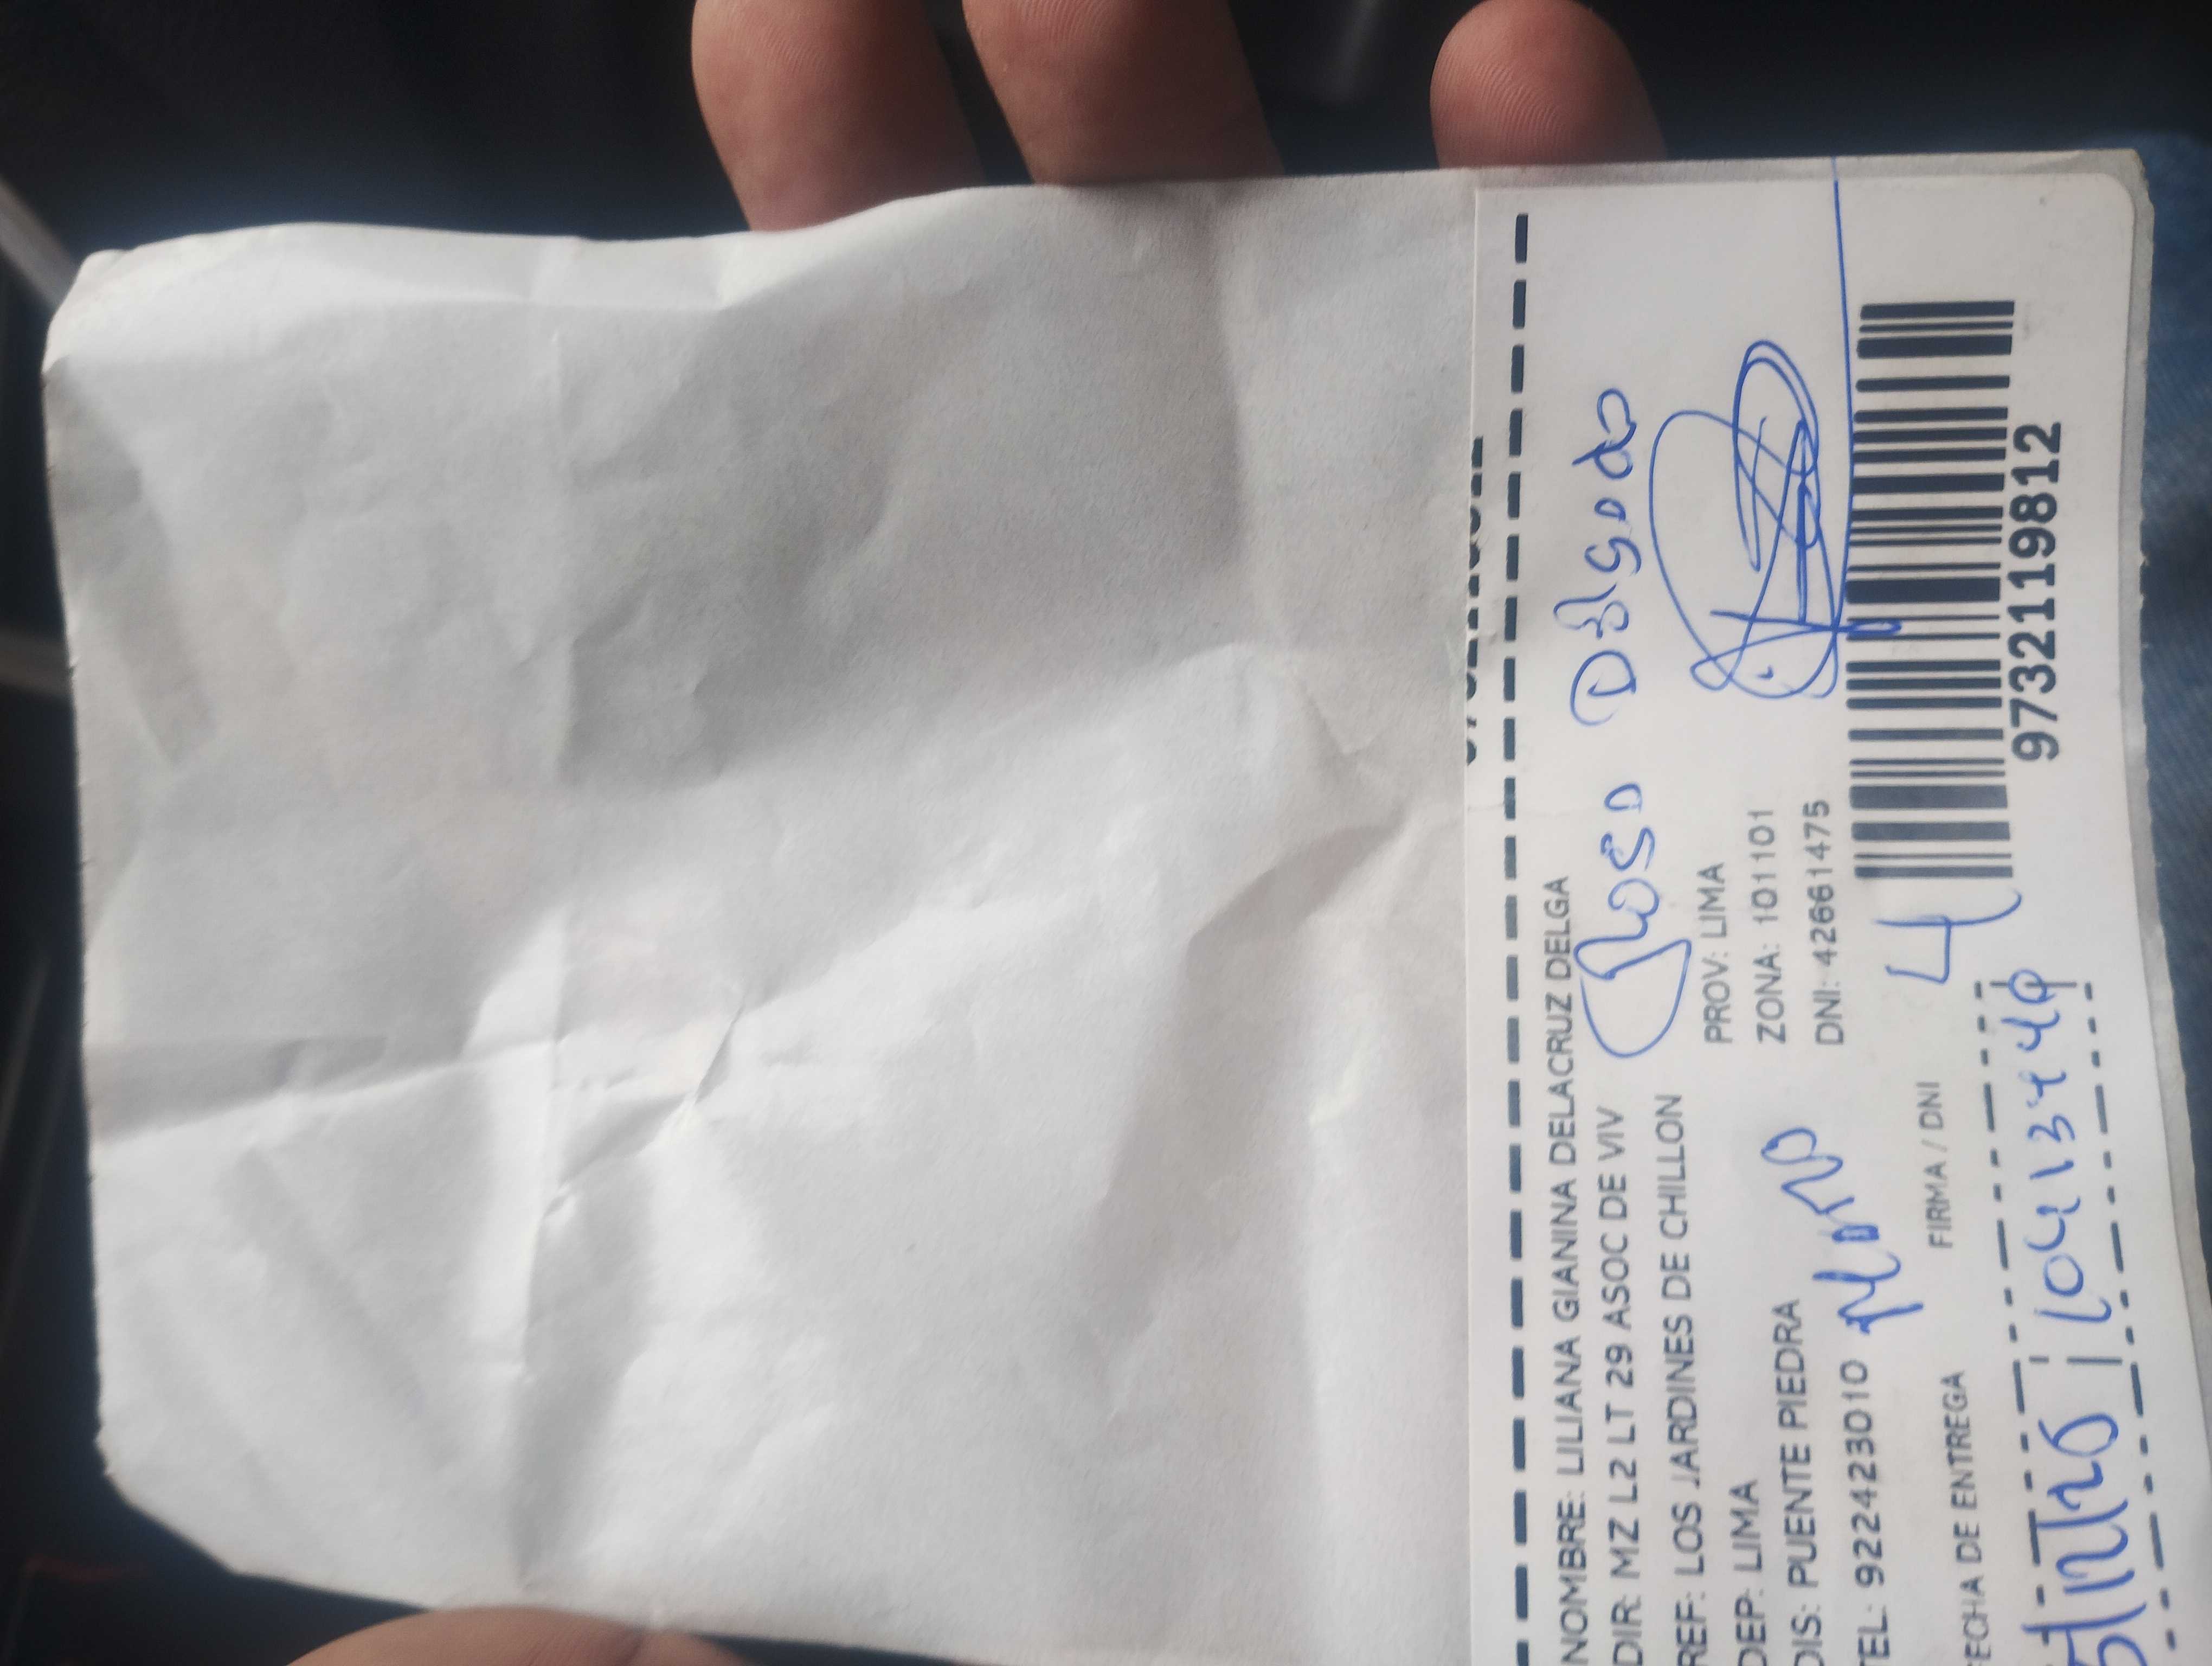 NOMBRE: LILIANA GIANINA DELACRUZ DELGA
DIR: MZ L2 LT 29 ASOC DE VIV
Rosa Delgado
REF: LOS JARDINES DE CHILLON
DEP: LIMA PROV: LIMA
DIS: PUENTE PIEDRA ZONA: 101101
TEL: 922423010 DNI: 42661475
FECHA DE ENTREGA FIRMA / DNI
4
9732119812